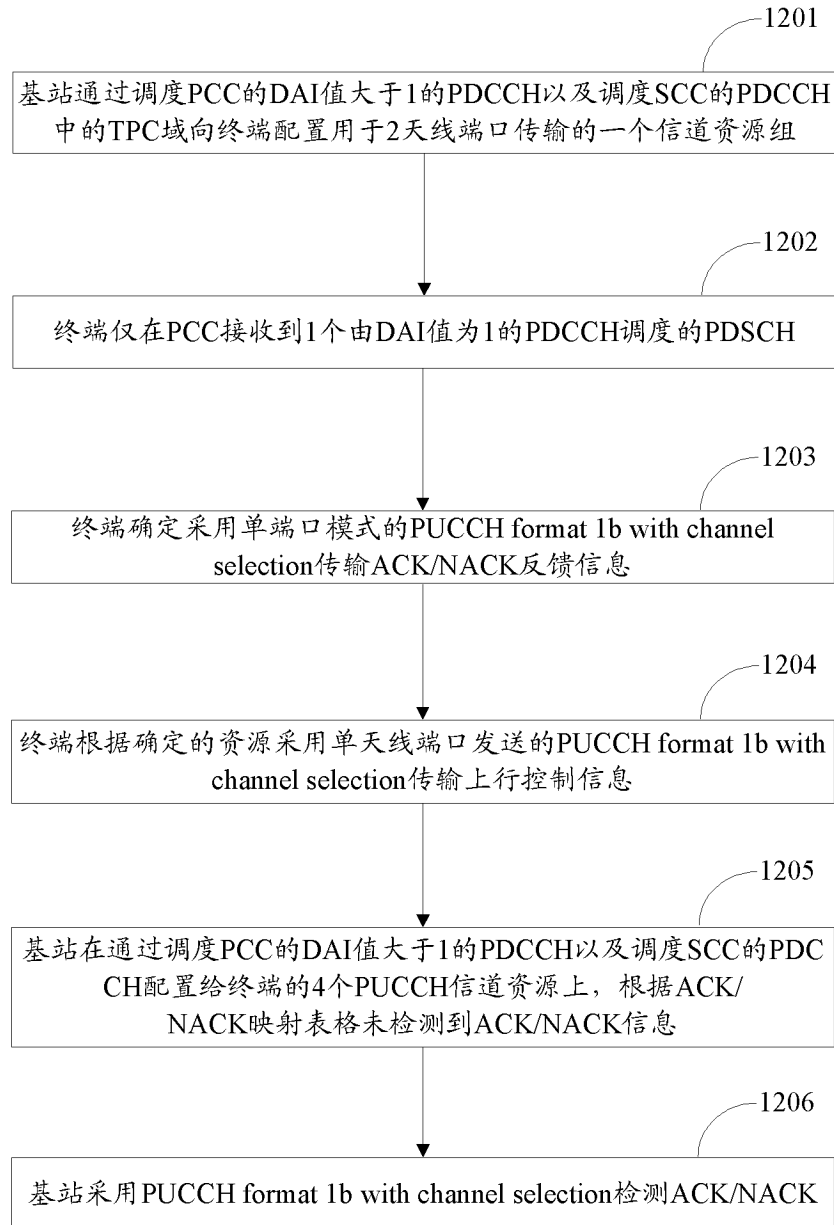 1201
基站通过调度PCC的DAI值大于1的PDCCH以及调度SCC的PDCCH
中的TPC域向终端配置用于2天线端口传输的一个信道资源组
1202
终端仅在PCC接收到1个由DAI值为1的PDCCH调度的PDSCH
1203
终端确定采用单端口模式的PUCCH format 1b with channel
selection传输ACK/NACK反馈信息
1204
终端根据确定的资源采用单天线端口发送的PUCCH format 1b with
channel selection传输上行控制信息
1205
基站在通过调度PCC的DAI值大于1的PDCCH以及调度SCC的PDC
CH配置给终端的4个PUCCH信道资源上，根据ACK/
NACK映射表格未检测到ACK/NACK信息
1206
基站采用PUCCH format 1b with channel selection检测ACK/NACK